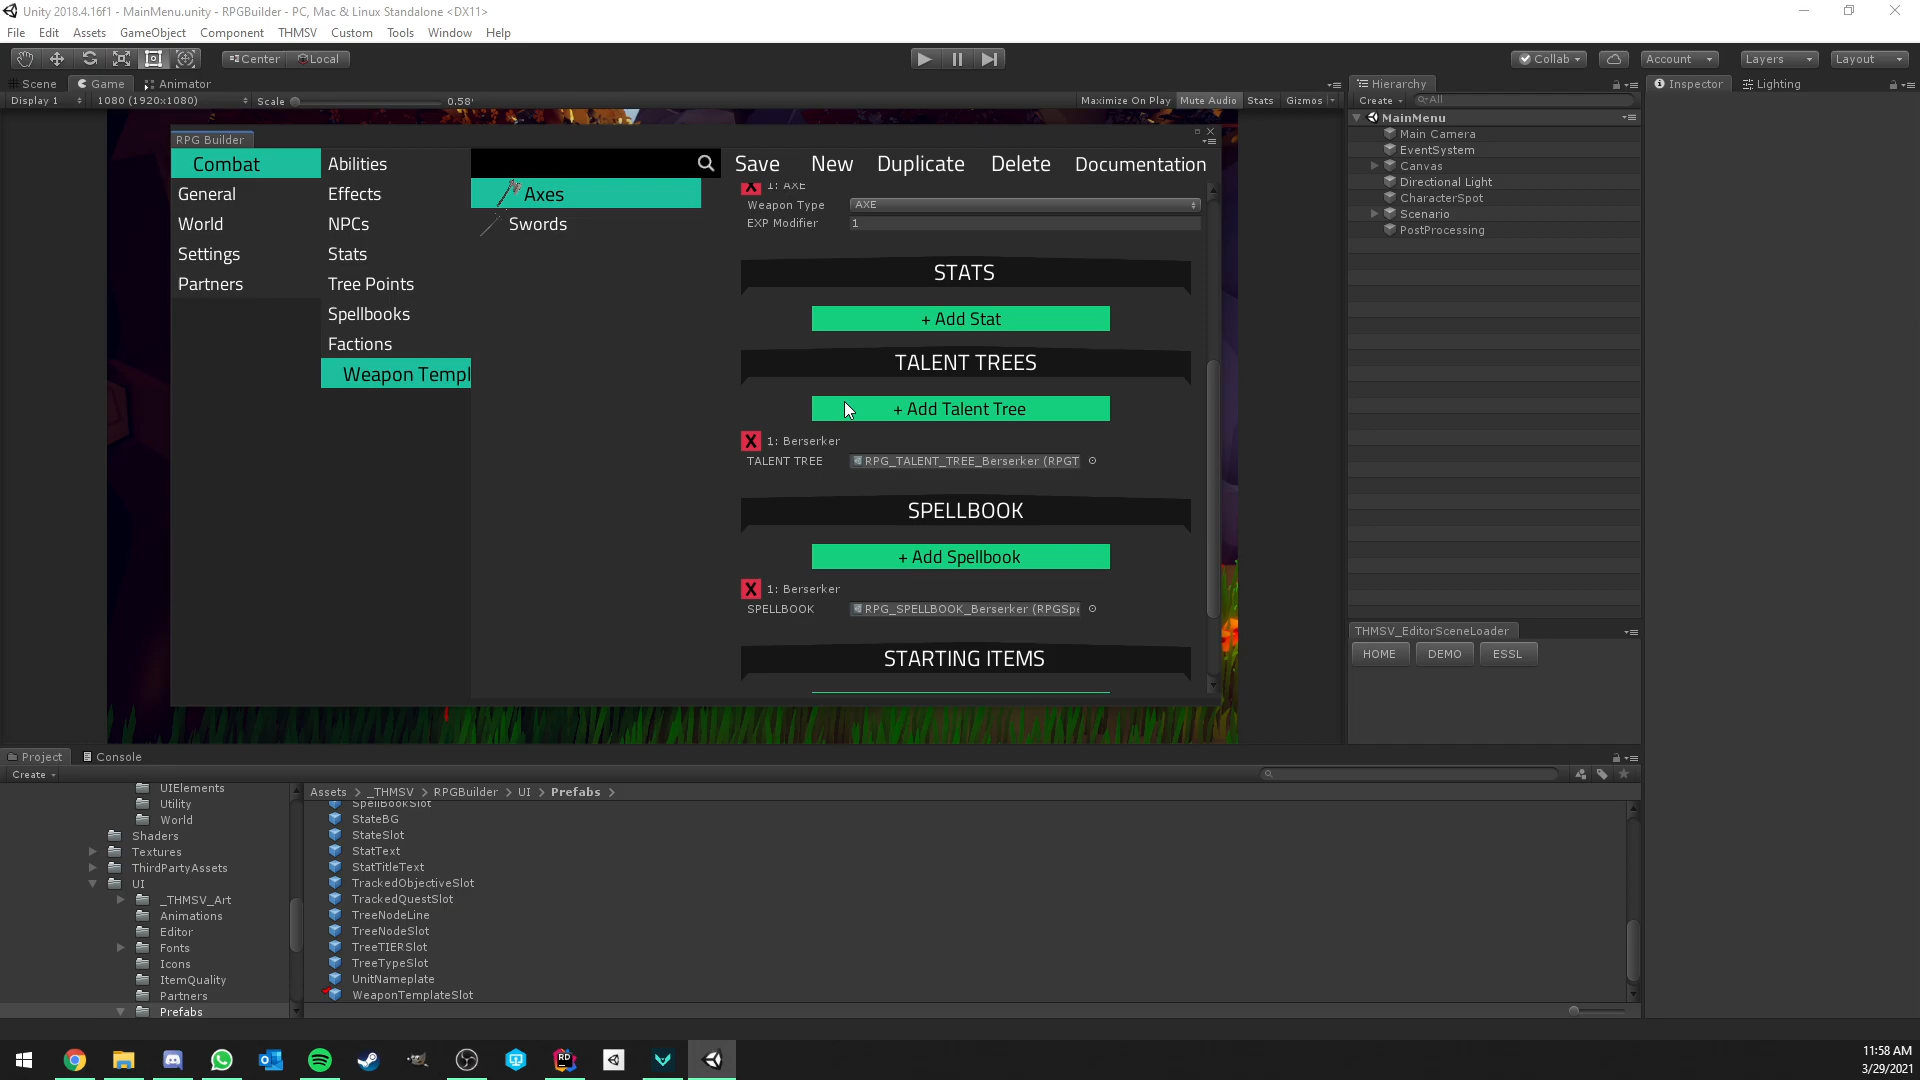 Unity 2018.4.16f1 - MainMenu.unity - RPGBuilder - PC, Mac & Linux Standalone <DX11>
File Edit Assets GameObject Component THMSV Custom Tools Window Help
Center Local Collab Account Layers Layout
Scene Game Animator Hierarchy Inspector Lighting
Display 1 1080 (1920x1080) Scale 0.58 Maximize On Play Mute Audio Stats Gizmos Create All
MainMenu
Main Camera
EventSystem
Canvas
Directional Light
CharacterSpot
Scenario
PostProcessing
RPG Builder
Combat
General
World
Settings
Partners
Abilities
Effects
NPCs
Stats
Tree Points
Spellbooks
Factions
Weapon Templ
Axes
Swords
Save New Duplicate Delete Documentation
X 1: AXE
Weapon Type AXE
EXP Modifier 1
STATS
+ Add Stat
TALENT TREES
+ Add Talent Tree
X 1: Berserker
TALENT TREE RPG_TALENT_TREE_Berserker (RPGT
SPELLBOOK
+ Add Spellbook
X 1: Berserker
SPELLBOOK RPG_SPELLBOOK_Berserker (RPGSpe
STARTING ITEMS
THMSV_EditorSceneLoader
HOME DEMO ESSL
Project Console
Create
UIElements
Utility
World
Shaders
Textures
ThirdPartyAssets
UI
_THMSV_Art
Animations
Editor
Fonts
Icons
ItemQuality
Partners
Prefabs
Assets > _THMSV > RPGBuilder > UI > Prefabs >
SpellBookSlot
StateBG
StateSlot
StatText
StatTitleText
TrackedObjectiveSlot
TrackedQuestSlot
TreeNodeLine
TreeNodeSlot
TreeTIERSlot
TreeTypeSlot
UnitNameplate
WeaponTemplateSlot
RD
11:58 AM
3/29/2021